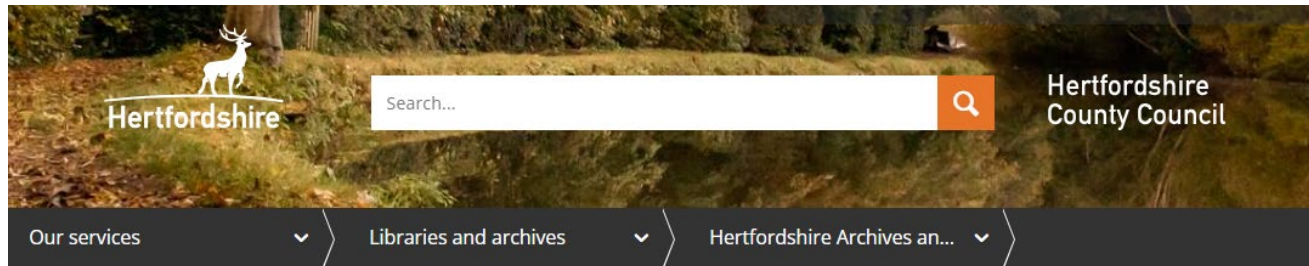 Hertfordshire
Search...
Hertfordshire
County Council
Our services
Libraries and archives
Hertfordshire Archives an...